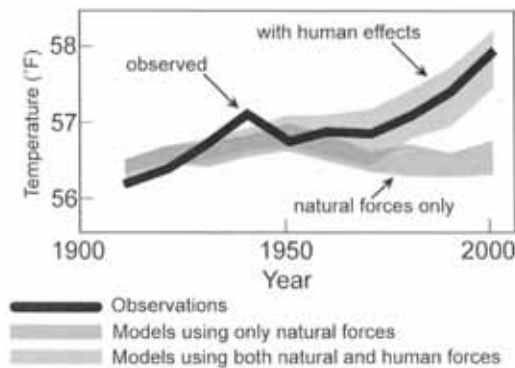 58
57
56
Temperature (°F)
with human effects
observed
natural forces only
1900
1950
2000
Year
Observations
Models using only natural forces
Models using both natural and human forces